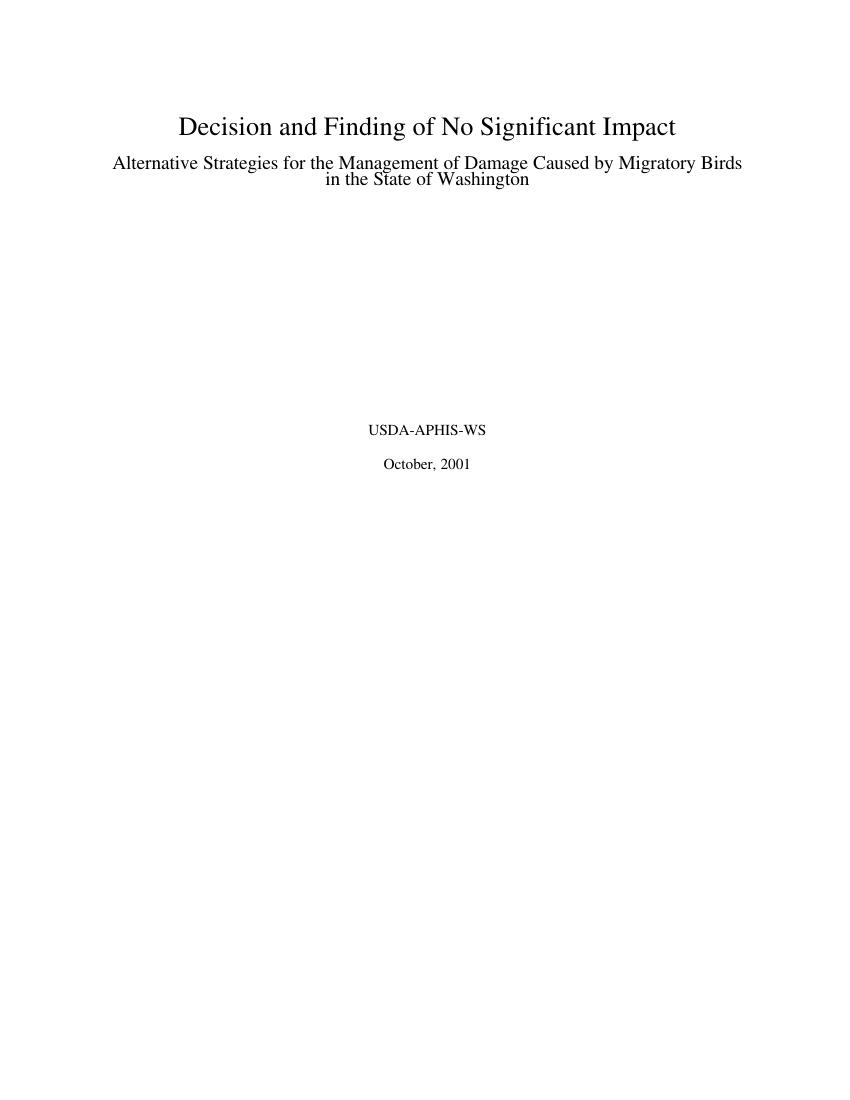 Decision and Finding of No Significant Impact
Alternative Strategies for the Management of Damage Caused by Migratory Birds
in the State of Washington
USDA-APHIS-WS
October, 2001